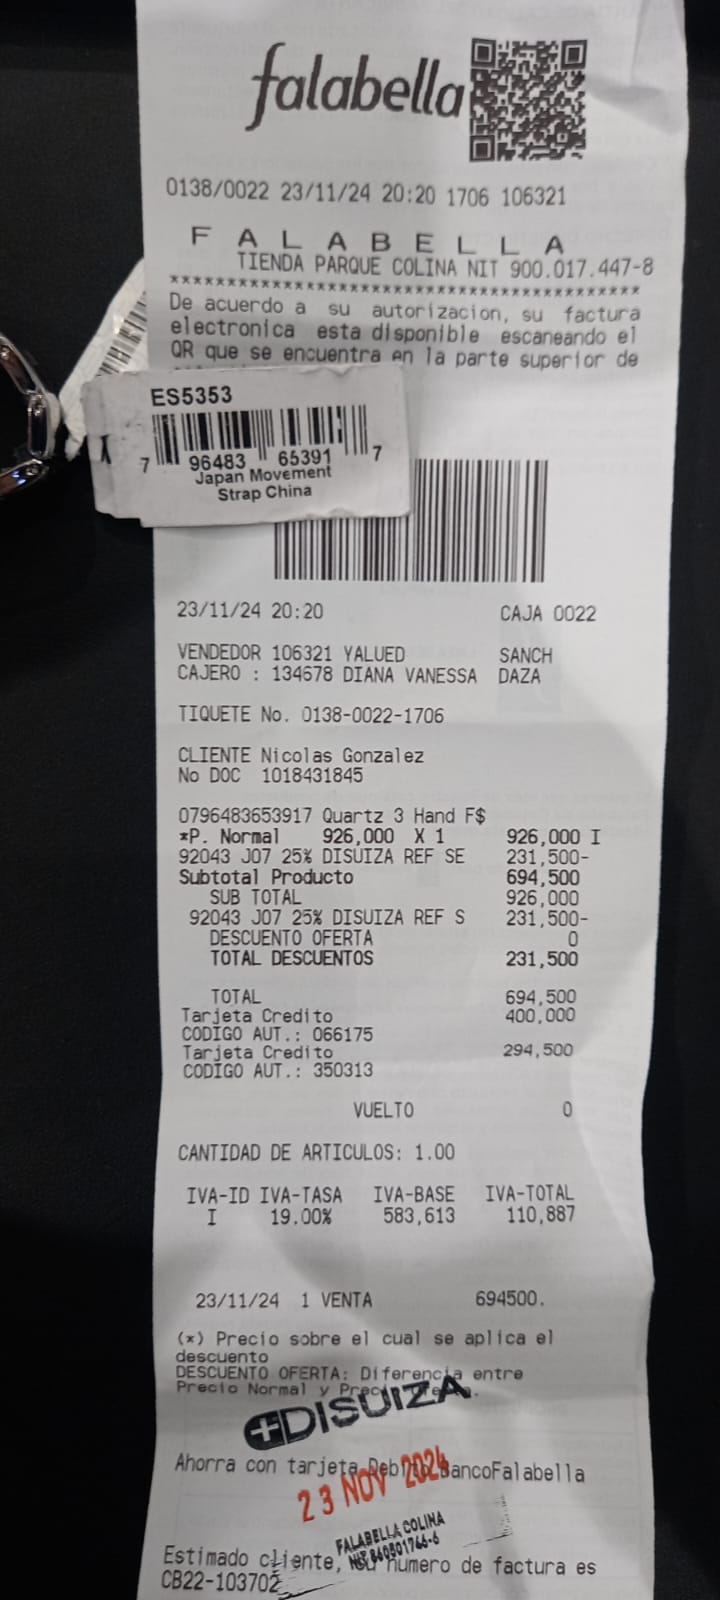 falabella
0138/0022 23/11/24 20:20 1706 106321
F A L A B E L L A
TIENDA PARQUE COLINA NIT 900.017.447-8
******************************************
De acuerdo a su autorizacion, su factura
electronica esta disponible escaneando el
QR que se encuentra en la parte superior de
ES5353
7 96483 65391 7
Japan Movement
Strap China
23/11/24 20:20 CAJA 0022
VENDEDOR 106321 YALUED SANCH
CAJERO : 134678 DIANA VANESSA DAZA
TIQUETE No. 0138-0022-1706
CLIENTE Nicolas Gonzalez
No DOC 1018431845
0796483653917 Quartz 3 Hand F$
*P. Normal 926,000 X 1 926,000 I
92043 J07 25% DISUIZA REF SE 231,500-
Subtotal Producto 694,500
SUB TOTAL 926,000
92043 J07 25% DISUIZA REF S 231,500-
DESCUENTO OFERTA 0
TOTAL DESCUENTOS 231,500
TOTAL 694,500
Tarjeta Credito 400,000
CODIGO AUT.: 066175
Tarjeta Credito 294,500
CODIGO AUT.: 350313
VUELTO 0
CANTIDAD DE ARTICULOS: 1.00
IVA-ID IVA-TASA IVA-BASE IVA-TOTAL
I 19.00% 583,613 110,887
23/11/24 1 VENTA 694500.
(*) Precio sobre el cual se aplica el
descuento
DESCUENTO OFERTA: Diferencia entre
Precio Normal y
+DISUIZA
Ahorra con tarjeta Debito BancoFalabella
23 NOV 2024
FALABELLA COLINA
Estimado cliente, su numero de factura es
CB22-103702